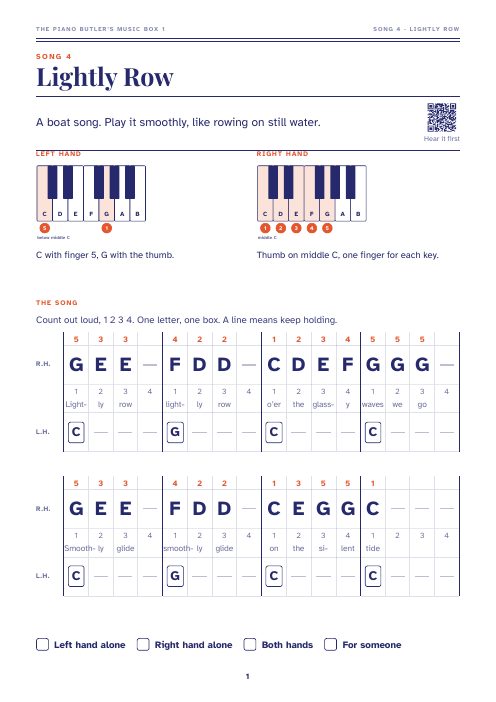 THE PIANO BUTLER'S MUSIC BOX 1 SONG 4 - LIGHTLY ROW
SONG 4
Lightly Row
A boat song. Play it smoothly, like rowing on still water.
Hear it first
LEFT HAND RIGHT HAND
C D E F G A B C D E F G A B
5 1 1 2 3 4 5
below middle C middle C
C with finger 5, G with the thumb. Thumb on middle C, one finger for each key.
THE SONG
Count out loud, 1 2 3 4. One letter, one box. A line means keep holding.
5 3 3 4 2 2 1 2 3 4 5 5 5
R.H. G E E — F D D — C D E F G G G —
1 2 3 4 1 2 3 4 1 2 3 4 1 2 3 4
Light- ly row light- ly row o'er the glass- y waves we go
L.H. C — — — G — — — C — — — C — — —
5 3 3 4 2 2 1 3 5 5 1
R.H. G E E — F D D — C E G G C — — —
1 2 3 4 1 2 3 4 1 2 3 4 1 2 3 4
Smooth- ly glide smooth- ly glide on the si- lent tide
L.H. C — — — G — — — C — — — C — — —
Left hand alone Right hand alone Both hands For someone
1